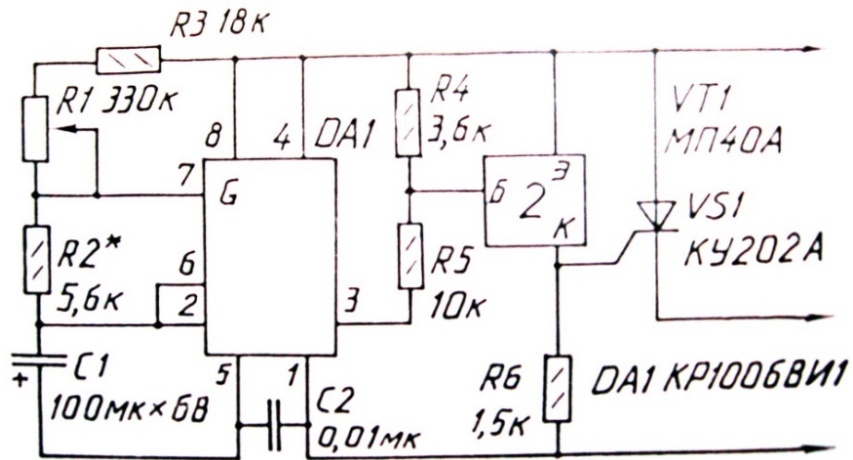 R3 18к
R1 330к
8
4
DA1
R4
3,6к
VT1
МП40А
7
G
Б
2
Э
К
VS1
КУ202А
R2*
5,6к
6
2
3
R5
10к
+
C1
100мк×6В
5
1
C2
0,01мк
R6
1,5к
DA1 КР1006ВИ1